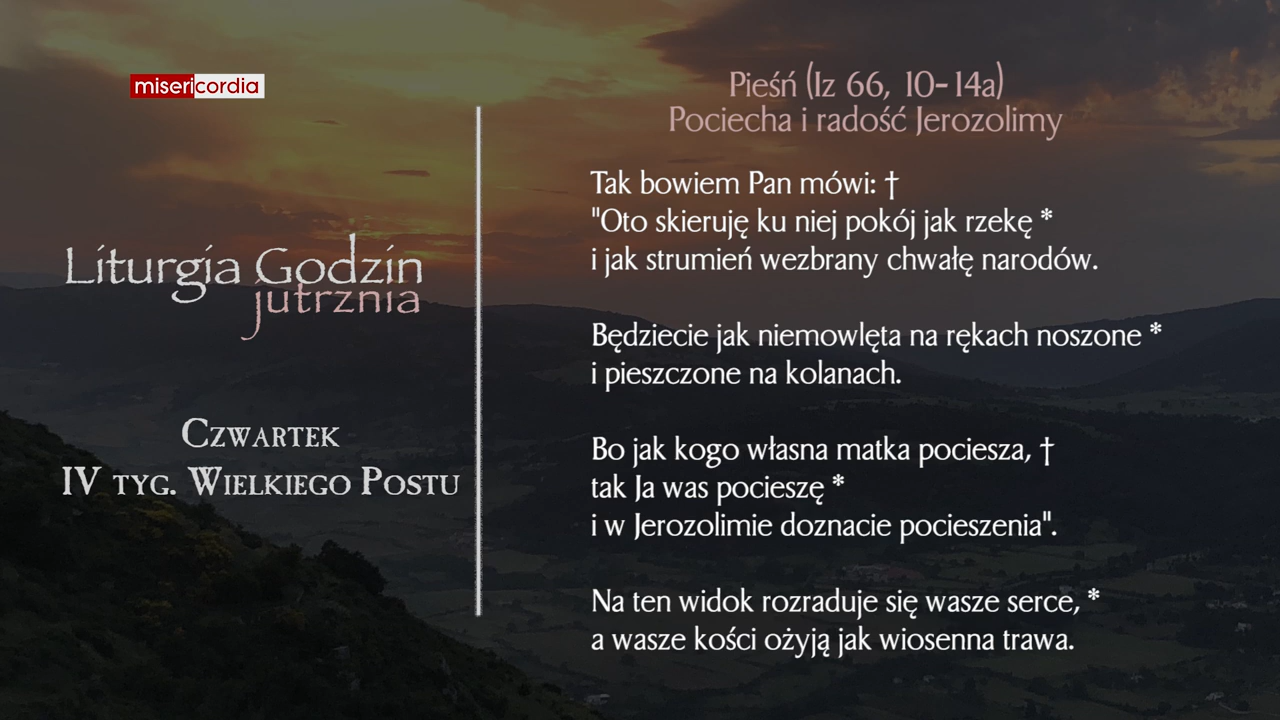 misericordia
Liturgia Godzin
jutrznia
Czwartek
IV tyg. Wielkiego Postu
Pieśń (Iz 66, 10-14a)
Pociecha i radość Jerozolimy
Tak bowiem Pan mówi: †
"Oto skieruję ku niej pokój jak rzekę *
i jak strumień wezbrany chwałę narodów.
Będziecie jak niemowlęta na rękach noszone *
i pieszczone na kolanach.
Bo jak kogo własna matka pociesza, †
tak Ja was pocieszę *
i w Jerozolimie doznacie pocieszenia".
Na ten widok rozraduje się wasze serce, *
a wasze kości ożyją jak wiosenna trawa.